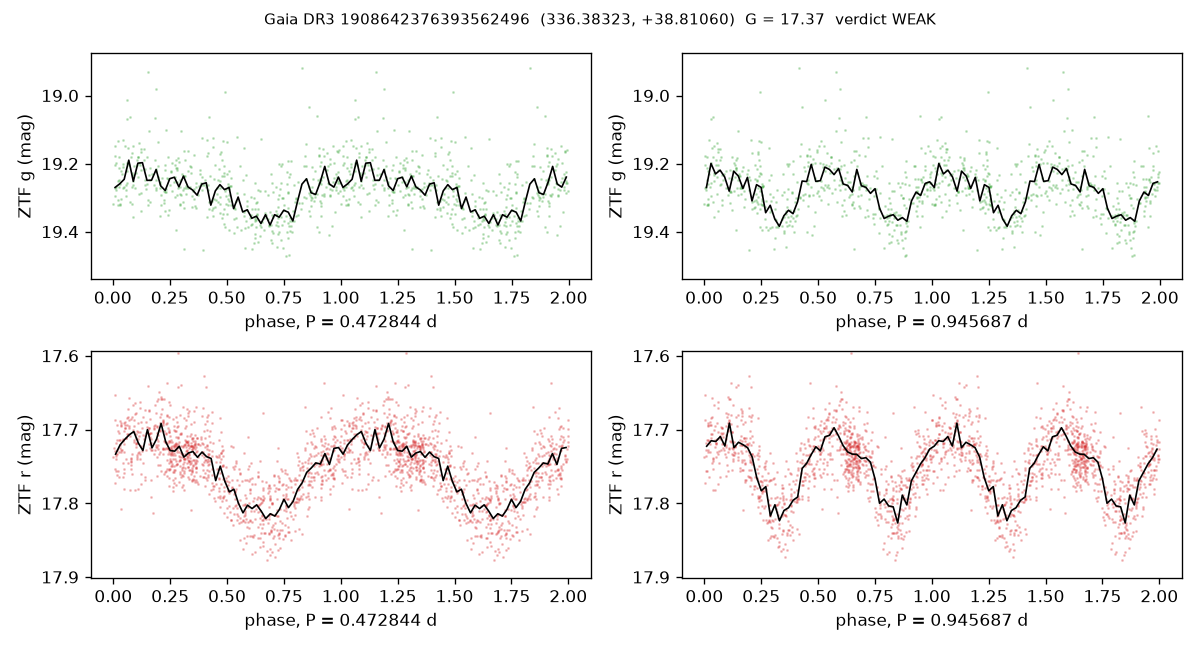 Gaia DR3 1908642376393562496 (336.38323, +38.81060) G = 17.37 verdict WEAK
ZTF g (mag)
19.0
19.2
19.4
0.00 0.25 0.50 0.75 1.00 1.25 1.50 1.75 2.00
phase, P = 0.472844 d
ZTF g (mag)
19.0
19.2
19.4
0.00 0.25 0.50 0.75 1.00 1.25 1.50 1.75 2.00
phase, P = 0.945687 d
ZTF r (mag)
17.6
17.7
17.8
17.9
0.00 0.25 0.50 0.75 1.00 1.25 1.50 1.75 2.00
phase, P = 0.472844 d
ZTF r (mag)
17.6
17.7
17.8
17.9
0.00 0.25 0.50 0.75 1.00 1.25 1.50 1.75 2.00
phase, P = 0.945687 d